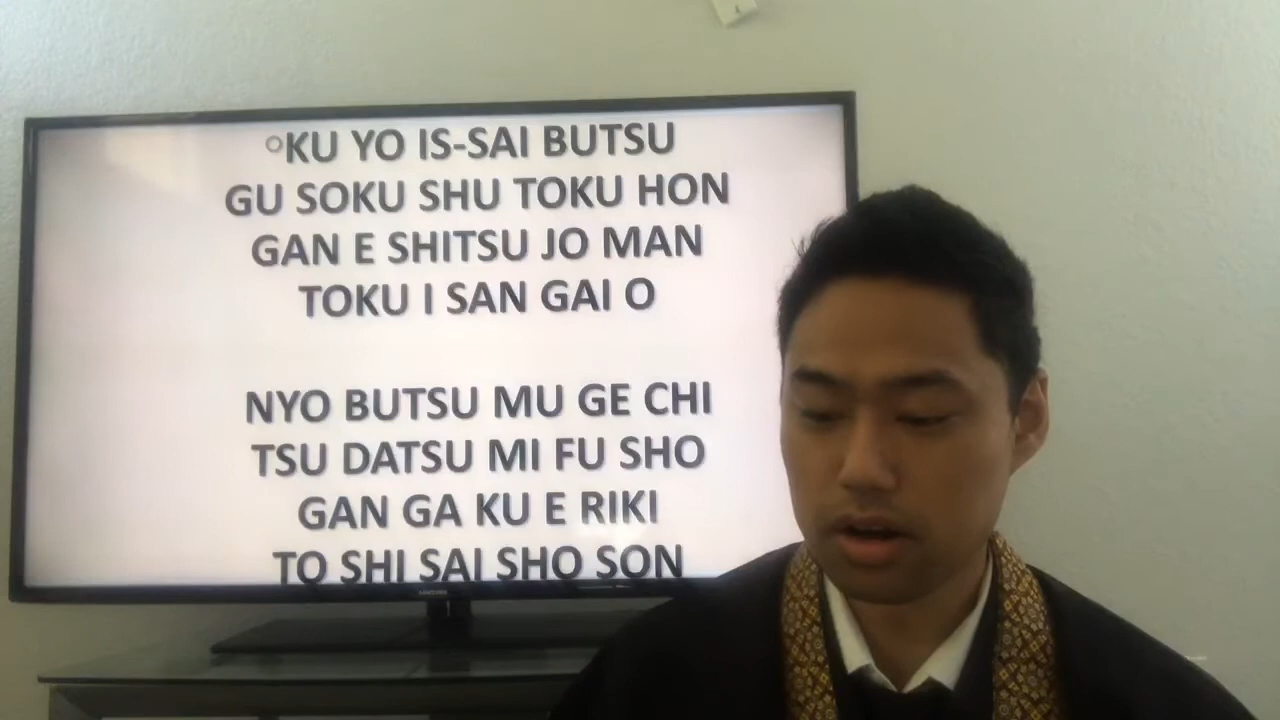 °KU YO IS-SAI BUTSU
GU SOKU SHU TOKU HON
GAN E SHITSU JO MAN
TOKU I SAN GAI O
NYO BUTSU MU GE CHI
TSU DATSU MI FU SHO
GAN GA KU E RIKI
TO SHI SAI SHO SON
SAMSUNG